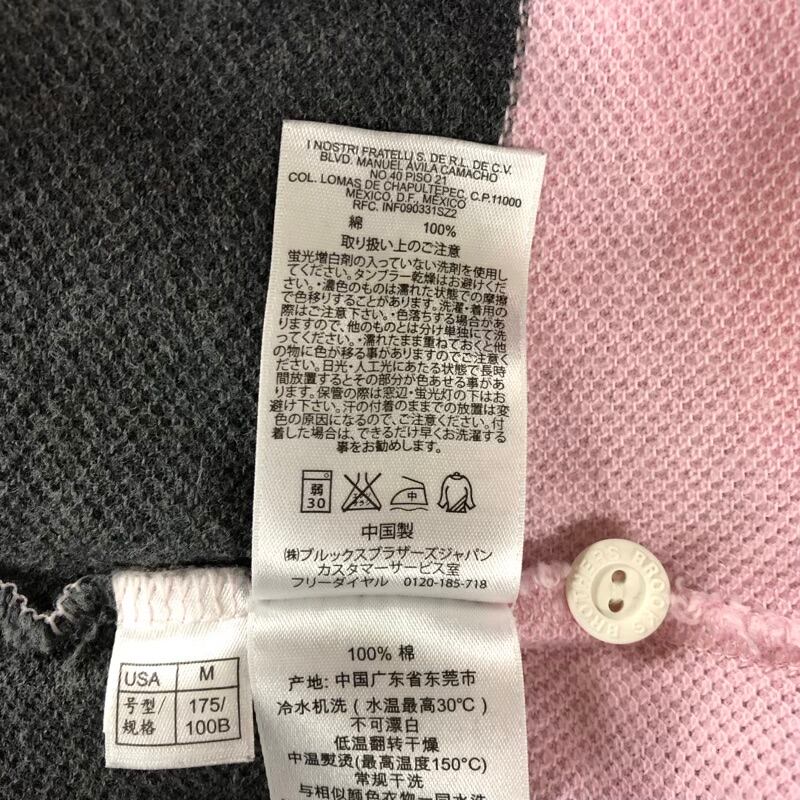 I NOSTRI FRATELLI S. DE R.L. DE C.V.
BLVD. MANUEL AVILA CAMACHO
NO.40 PISO 21
COL. LOMAS DE CHAPULTEPEC, C.P.11000
MEXICO, D.F. MEXICO
RFC. INF090331SZ2
綿 100%
取り扱い上のご注意
蛍光増白剤の入っていない洗剤を使用し
てください。タンブラー乾燥はお避けくだ
さい。・濃色のものは濡れた状態での摩擦
で色移りすることがあります。洗濯・着用の
際はご注意下さい。・色落ちする場合があ
りますので、他のものとは分け単独にて洗
ってください。・濡れたまま重ねておくと他
の物に色が移る事がありますのでご注意く
ださい。日光・人工光にあたる状態で長時
間放置するとその部分が色あせる事があ
ります。保管の際は窓辺・蛍光灯の下はお
避け下さい。汗の付着のままでの放置は変
色の原因になるので、ご注意ください。付
着した場合は、できるだけ早くお洗濯する
事をお勧めします。
弱
30
中
中国製
(株)ブルックスブラザーズジャパン
カスタマーサービス室
フリーダイヤル 0120-185-718
BROOKS BROTHERS
USA M
号型/ 175/
规格 100B
100% 棉
产地: 中国广东省东莞市
冷水机洗 (水温最高30℃)
不可漂白
低温翻转干燥
中温熨烫(最高温度150℃)
常规干洗
与相似颜色衣物一同水洗